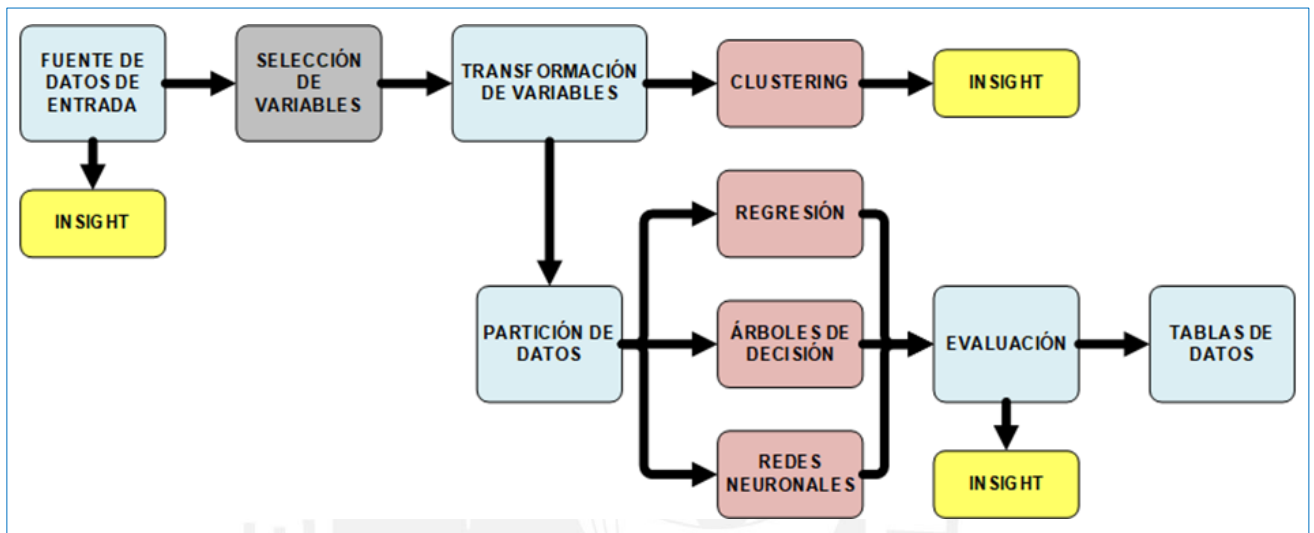 FUENTE DE
DATOS DE
ENTRADA
SELECCIÓN
DE
VARIABLES
TRANSFORMACIÓN
DE VARIABLES
CLUSTERING
INSIGHT
INSIGHT
REGRESIÓN
PARTICIÓN DE
DATOS
ÁRBOLES DE
DECISIÓN
EVALUACIÓN
TABLAS DE
DATOS
REDES
NEURONALES
INSIGHT